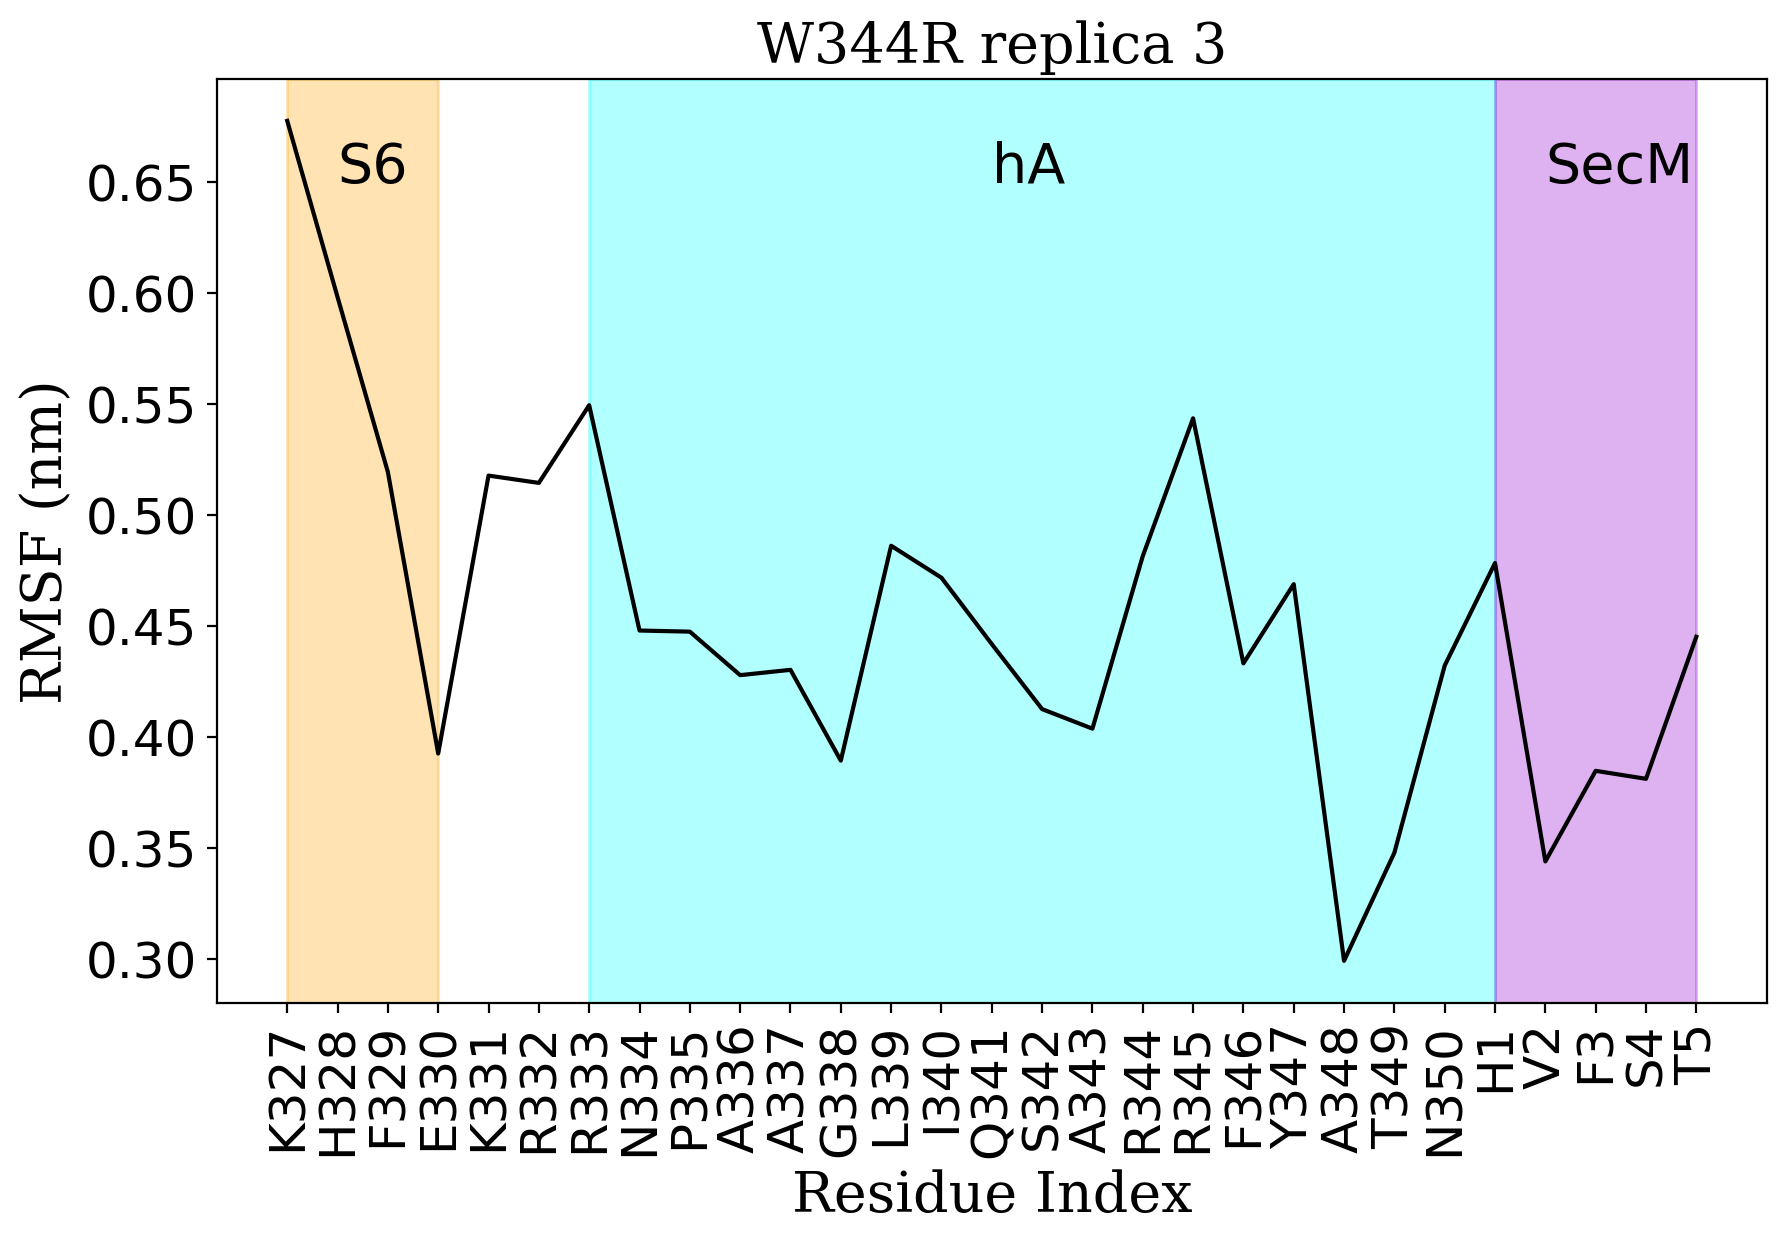 W344R replica 3
S6
hA
SecM
0.65
0.60
0.55
0.50
0.45
0.40
0.35
0.30
RMSF (nm)
K327
H328
F329
E330
K331
R332
R333
N334
P335
A336
A337
G338
L339
I340
Q341
S342
A343
R344
R345
F346
Y347
A348
T349
N350
H1
V2
F3
S4
T5
Residue Index